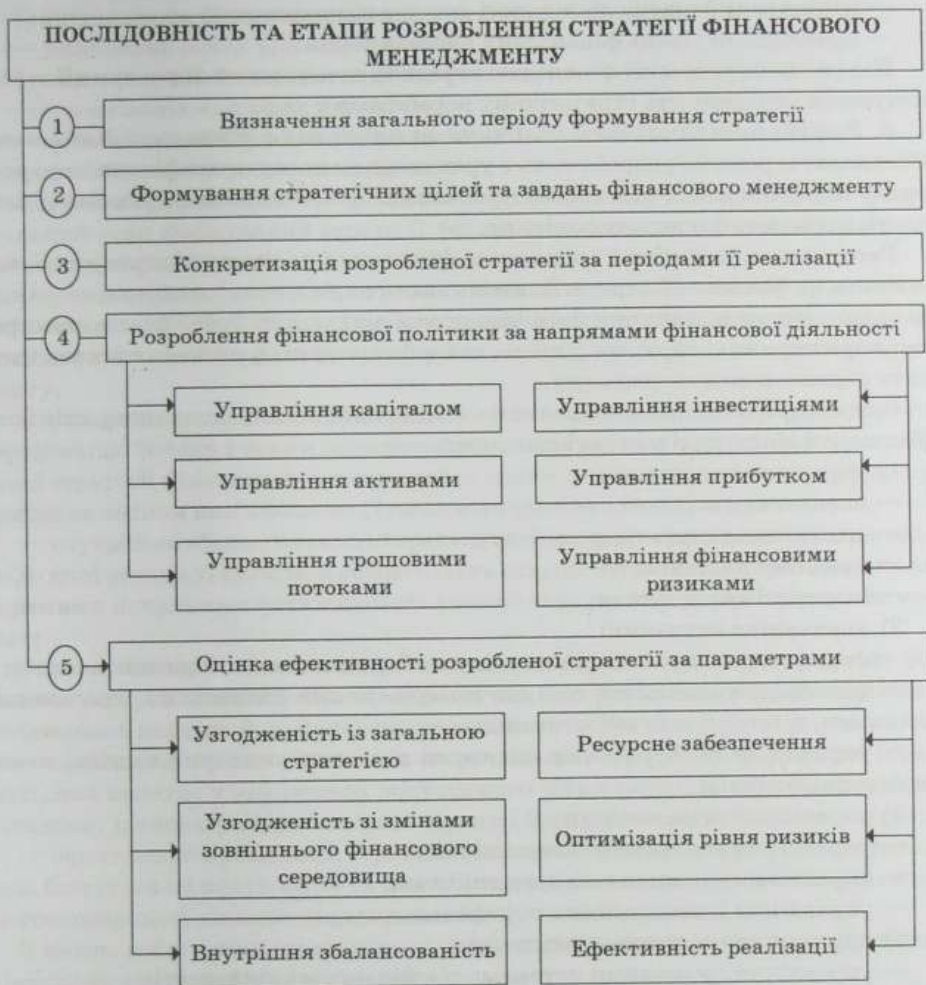 ПОСЛІДОВНІСТЬ ТА ЕТАПИ РОЗРОБЛЕННЯ СТРАТЕГІЇ ФІНАНСОВОГО
МЕНЕДЖМЕНТУ
1
Визначення загального періоду формування стратегії
2
Формування стратегічних цілей та завдань фінансового менеджменту
3
Конкретизація розробленої стратегії за періодами її реалізації
4
Розроблення фінансової політики за напрямами фінансової діяльності
Управління капіталом
Управління інвестиціями
Управління активами
Управління прибутком
Управління грошовими
потоками
Управління фінансовими
ризиками
5
Оцінка ефективності розробленої стратегії за параметрами
Узгодженість із загальною
стратегією
Ресурсне забезпечення
Узгодженість зі змінами
зовнішнього фінансового
середовища
Оптимізація рівня ризиків
Внутрішня збалансованість
Ефективність реалізації